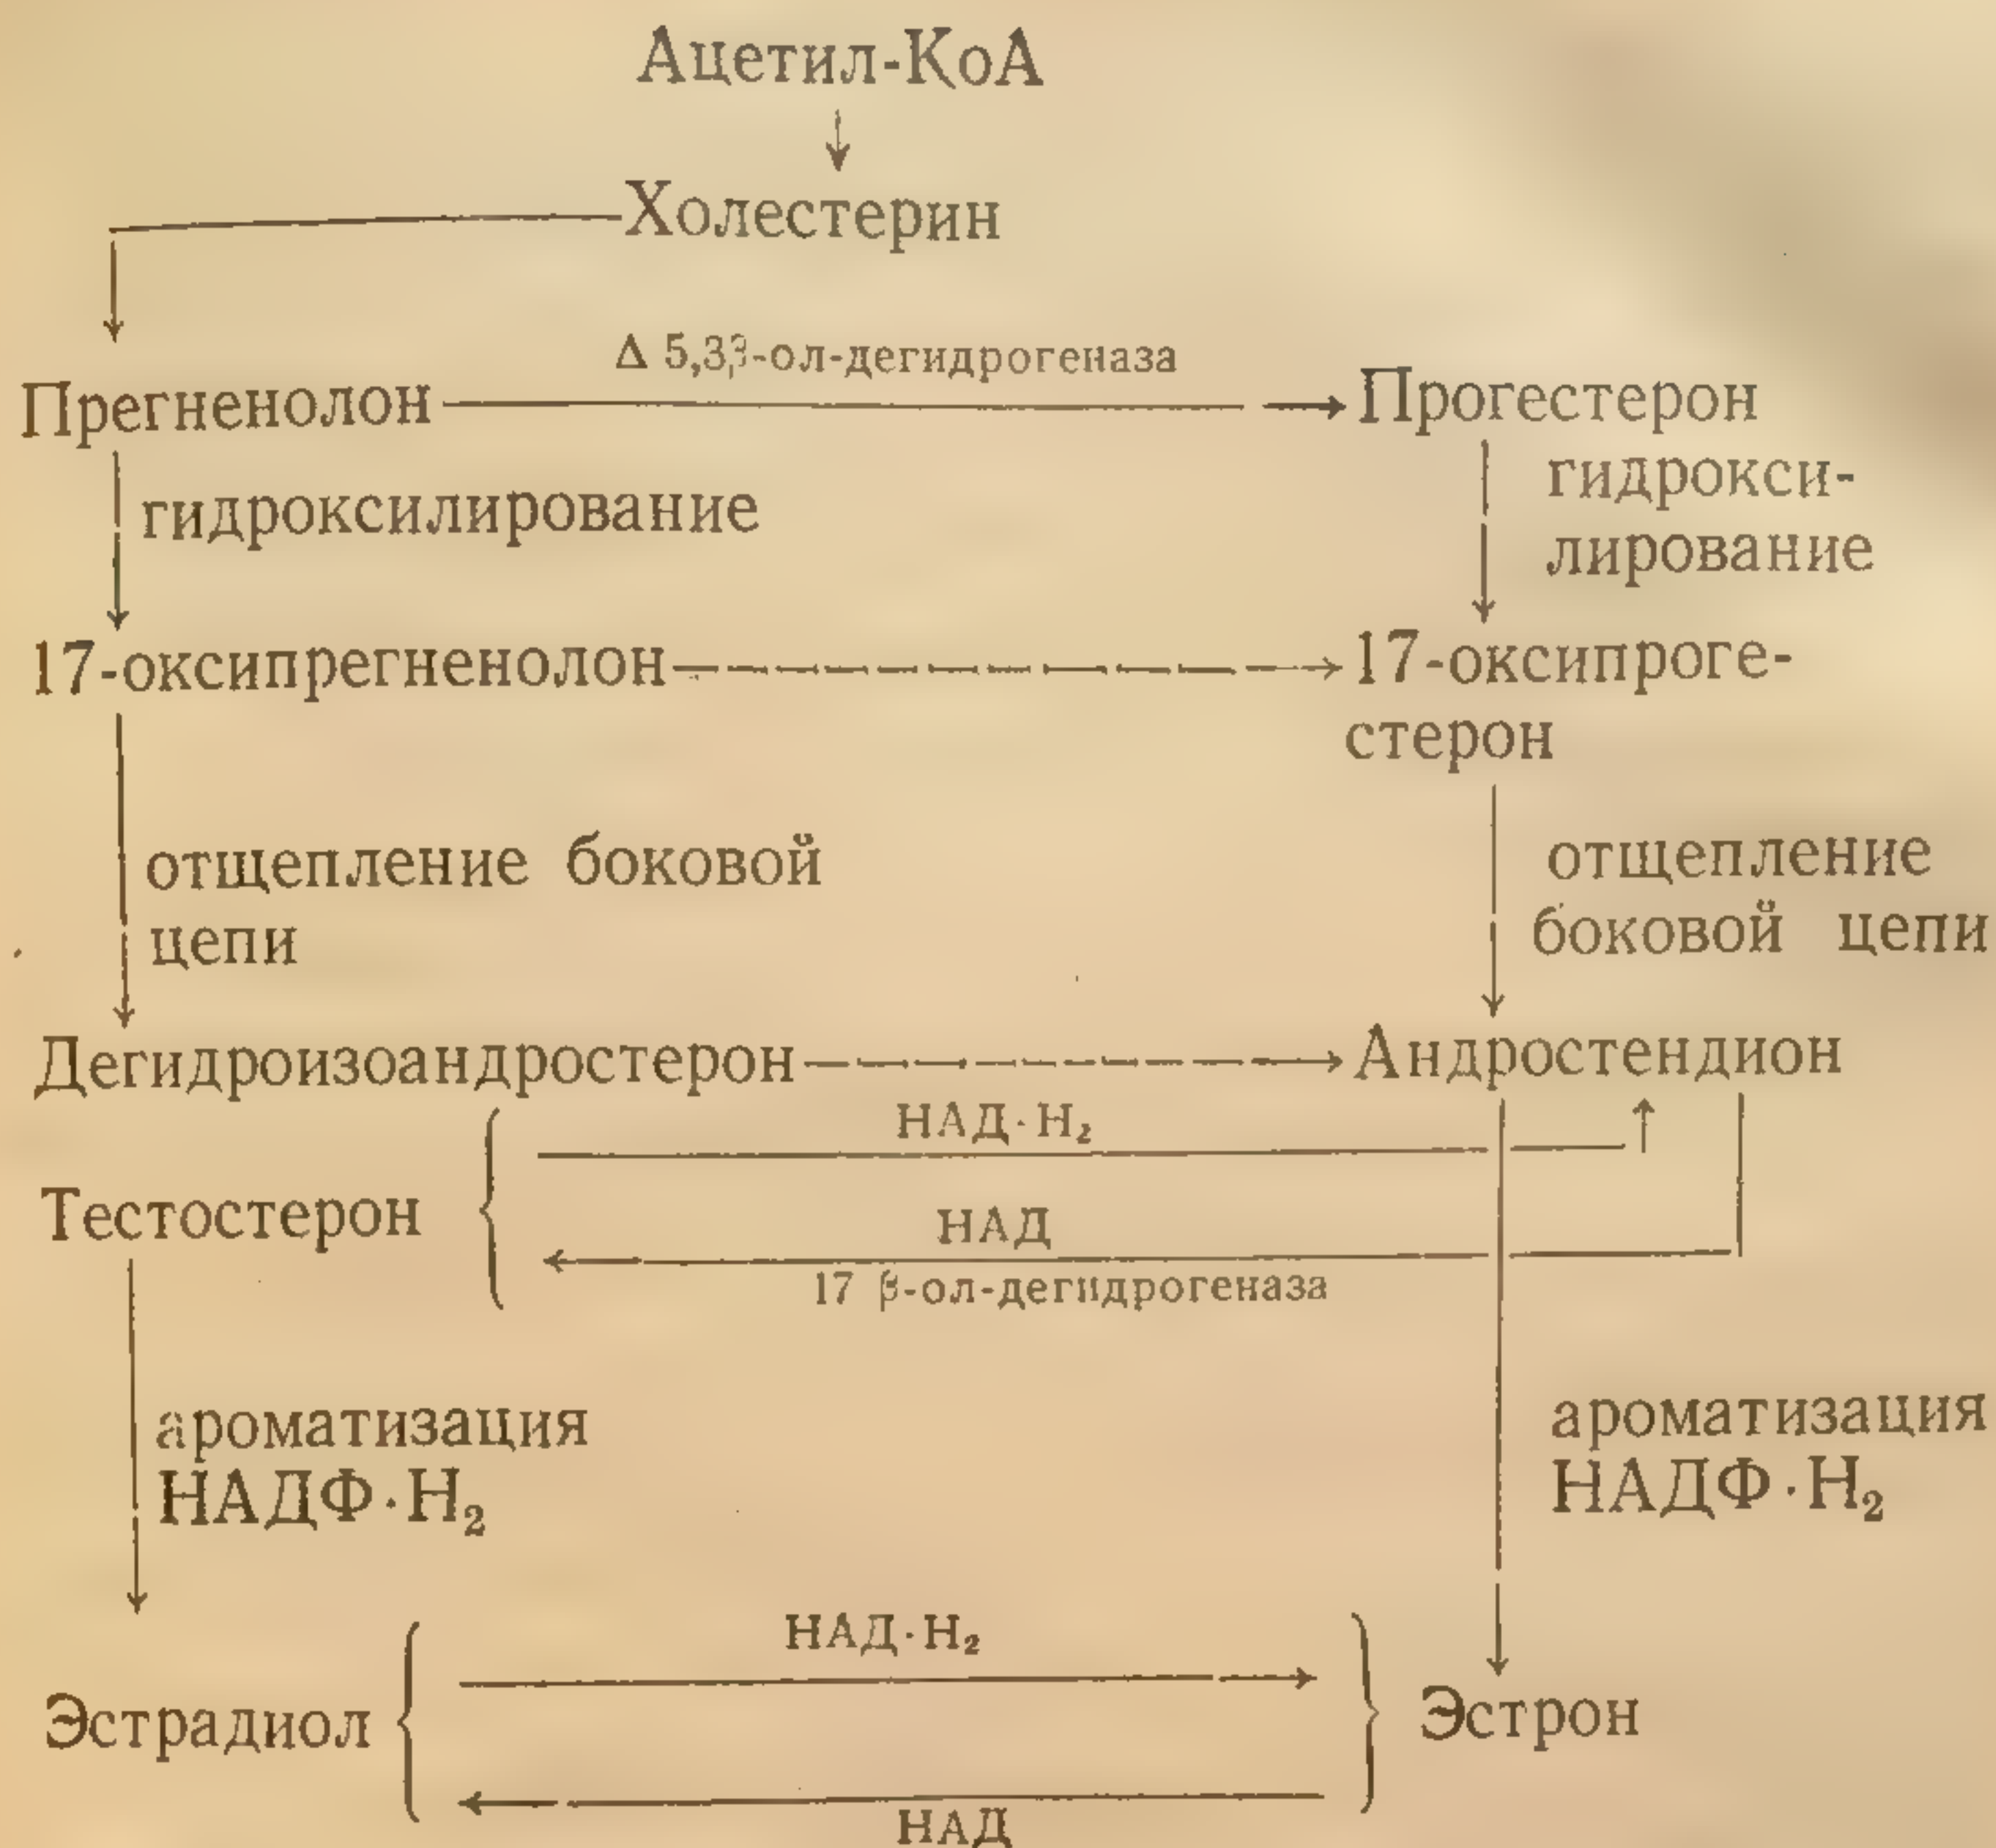 Ацетил-КоА
Холестерин
Δ 5,3β-ол-дегидрогеназа
Прегненолон Прогестерон
гидроксилирование
гидрокси-
лирование
17-оксипрегненолон 17-оксипроге-
стерон
отщепление боковой
цепи
отщепление
боковой цепи
Дегидроизоандростерон Андростендион
НАД·Н₂
Тестостерон
НАД
17 β-ол-дегидрогеназа
ароматизация
НАДФ·Н₂
ароматизация
НАДФ·Н₂
НАД·Н₂
Эстрадиол Эстрон
НАД